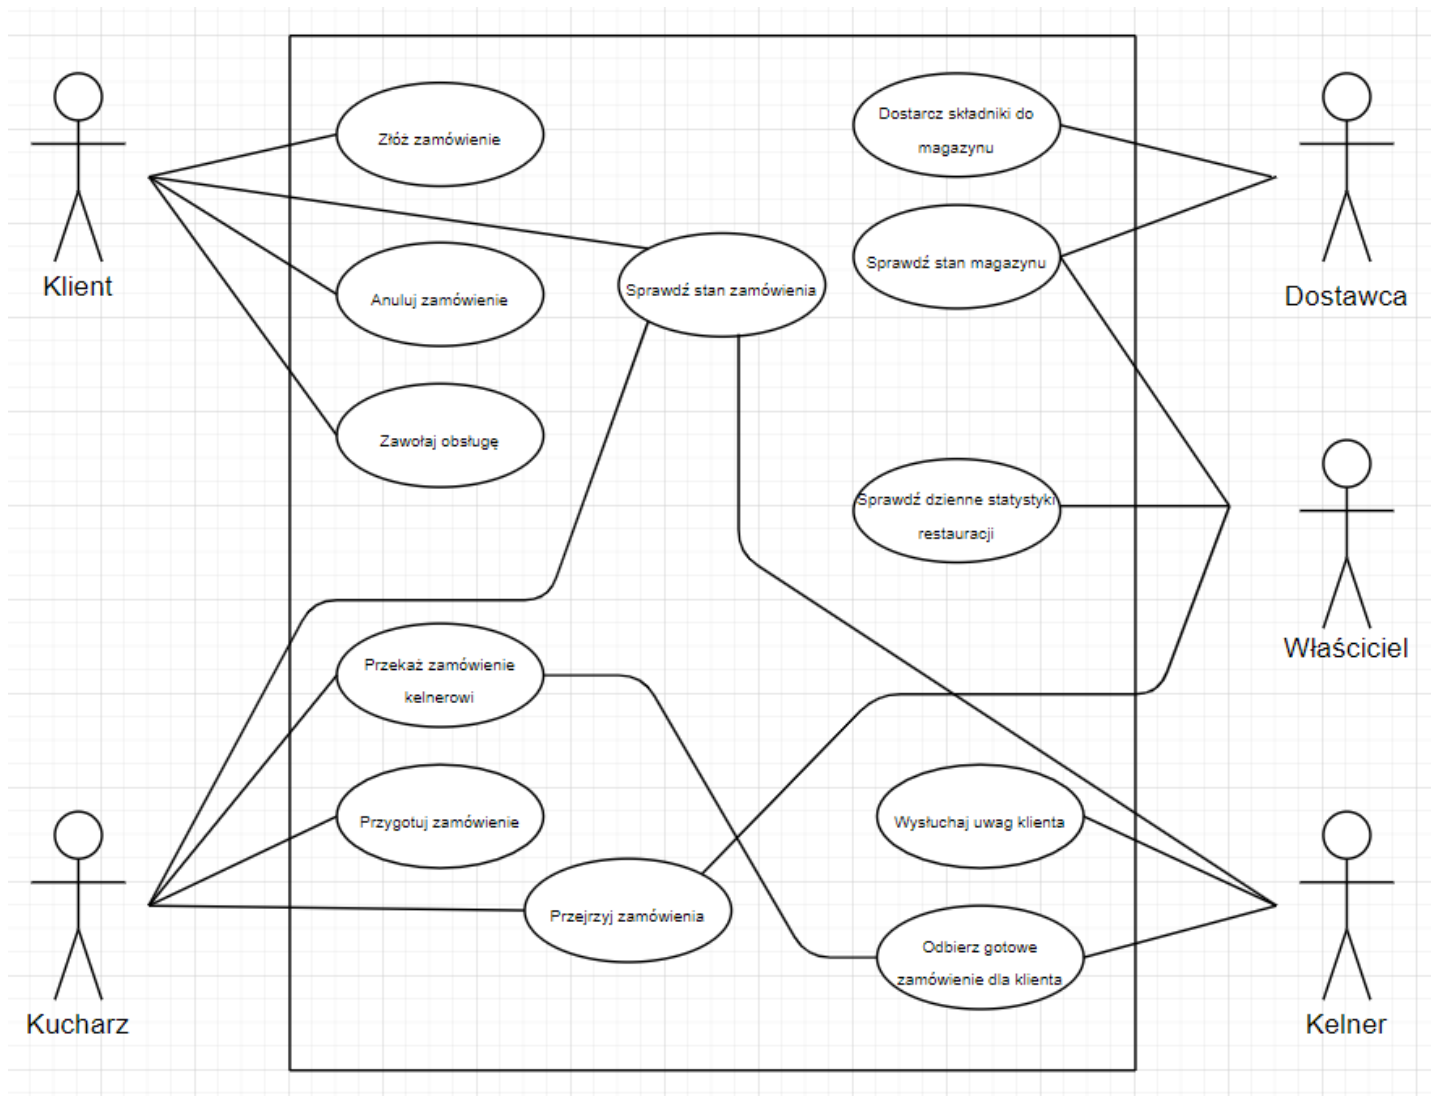 Klient
Złóż zamówienie
Anuluj zamówienie
Zawołaj obsługę
Sprawdź stan zamówienia
Dostarcz składniki do
magazynu
Sprawdź stan magazynu
Dostawca
Sprawdź dzienne statystyki
restauracji
Właściciel
Przekaż zamówienie
kelnerowi
Przygotuj zamówienie
Przejrzyj zamówienia
Kucharz
Wysłuchaj uwag klienta
Odbierz gotowe
zamówienie dla klienta
Kelner